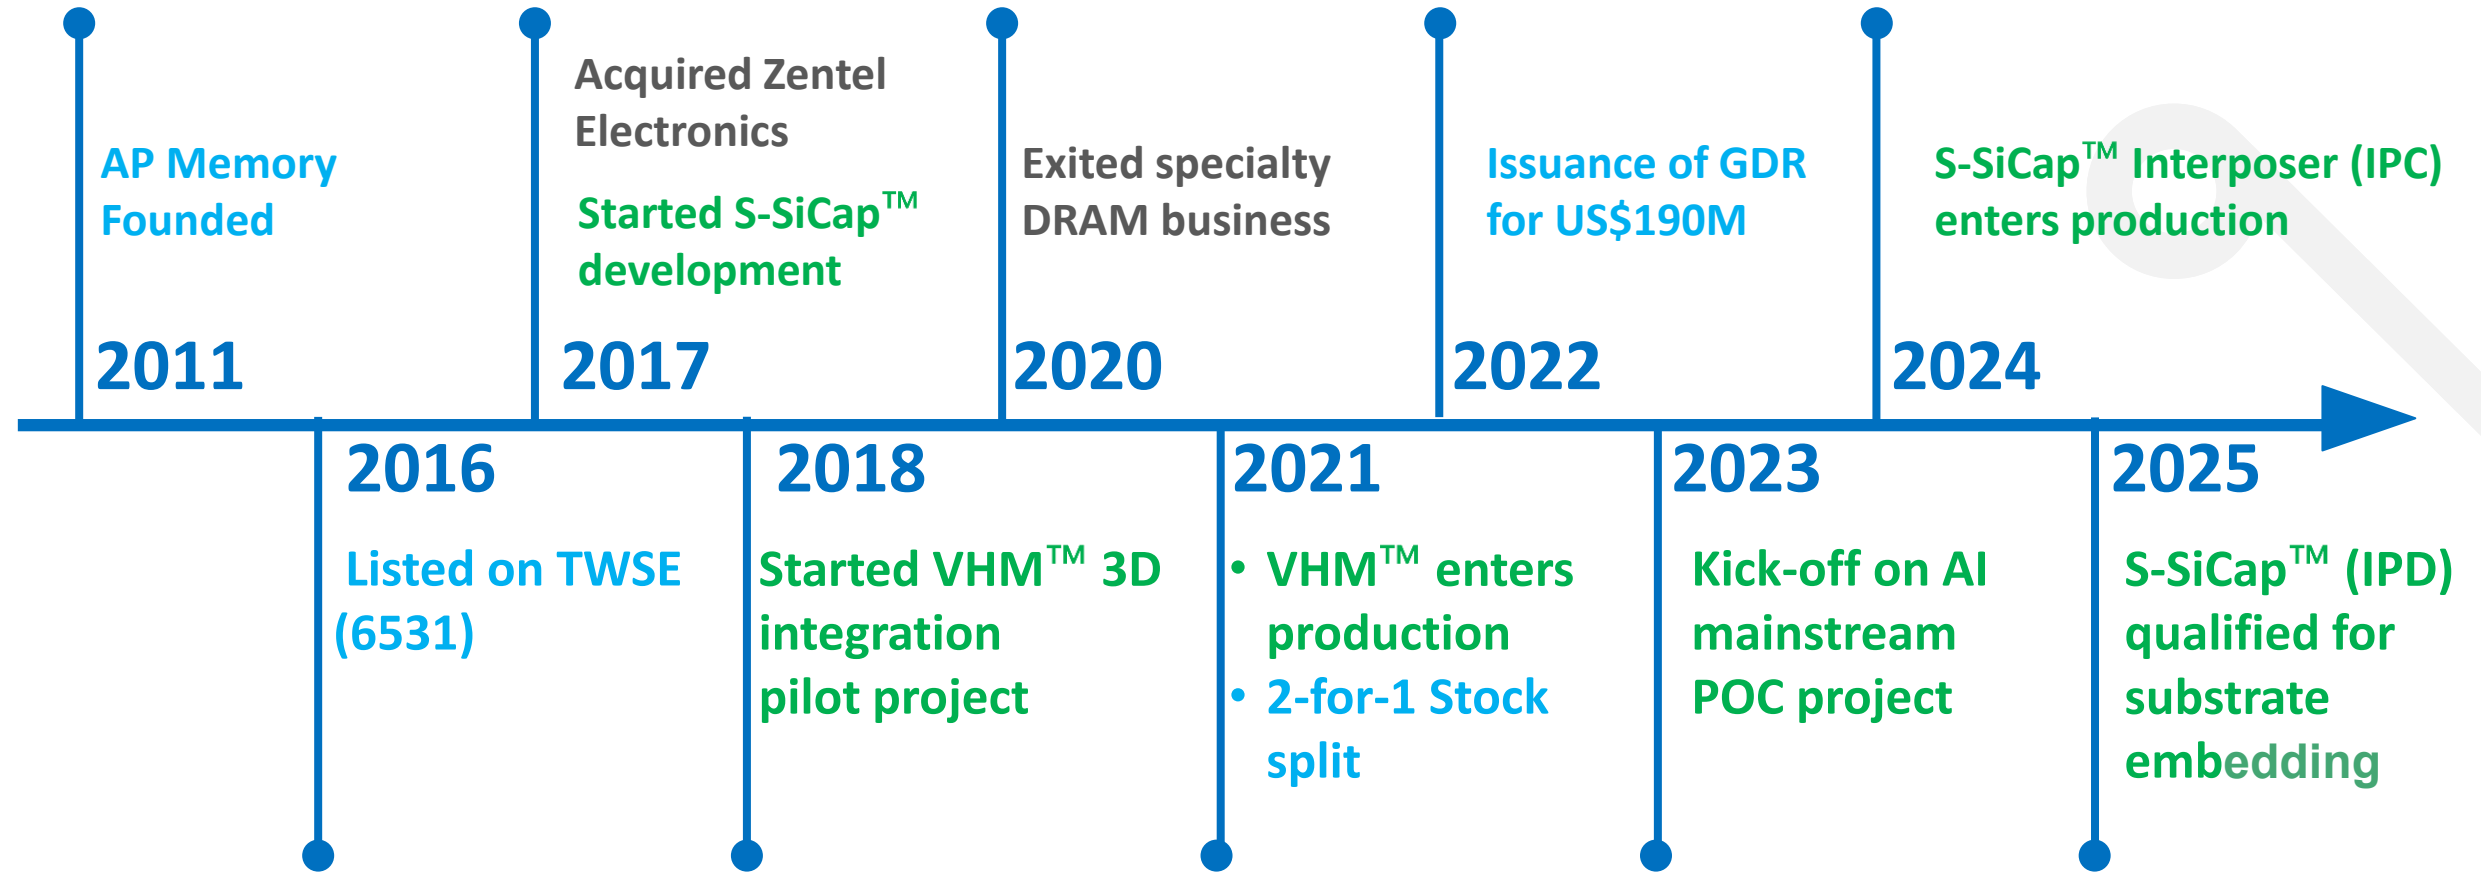 AP Memory
Founded
2011
2016
Listed on TWSE
(6531)
Acquired Zentel
Electronics
Started S-SiCap™
development
2017
2018
Started VHM™ 3D
integration
pilot project
Exited specialty
DRAM business
2020
2021
• VHM™ enters
production
• 2-for-1 Stock
split
Issuance of GDR
for US$190M
2022
2023
Kick-off on AI
mainstream
POC project
S-SiCap™ Interposer (IPC)
enters production
2024
2025
S-SiCap™ (IPD)
qualified for
substrate
embedding